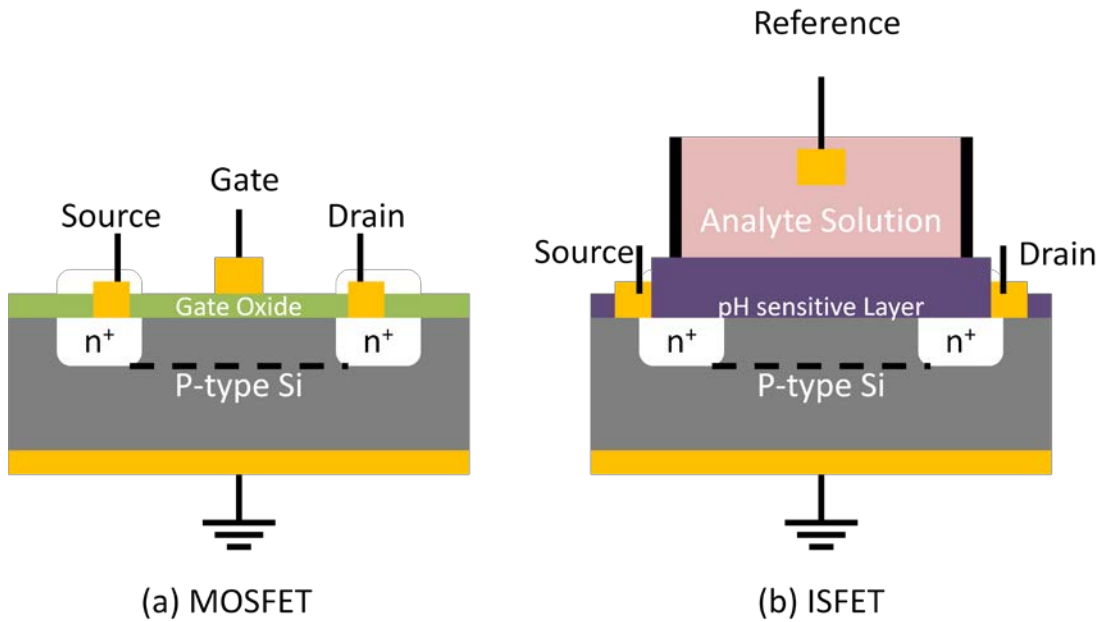 Reference
Gate
Source
Drain
Analyte Solution
Source
Drain
Gate Oxide
pH sensitive Layer
n⁺
n⁺
n⁺
n⁺
P-type Si
P-type Si
(a) MOSFET
(b) ISFET